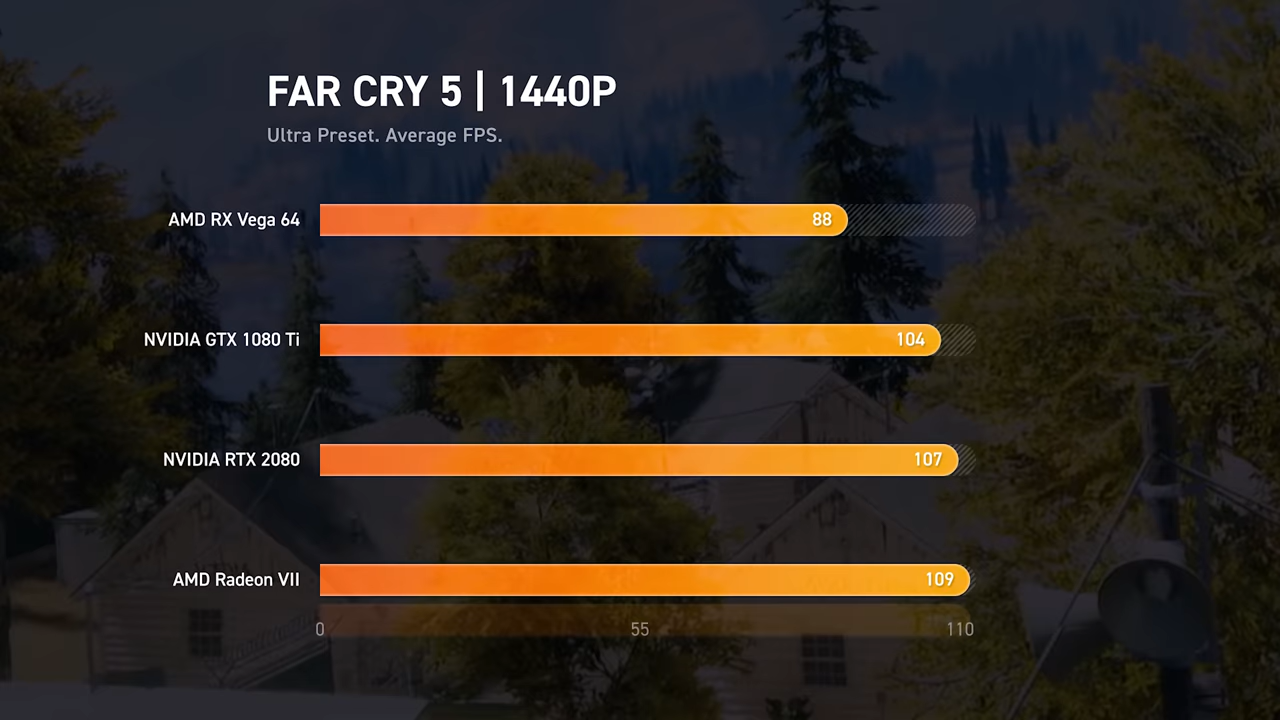 FAR CRY 5 | 1440P
Ultra Preset. Average FPS.
AMD RX Vega 64 88
NVIDIA GTX 1080 Ti 104
NVIDIA RTX 2080 107
AMD Radeon VII 109
0 55 110